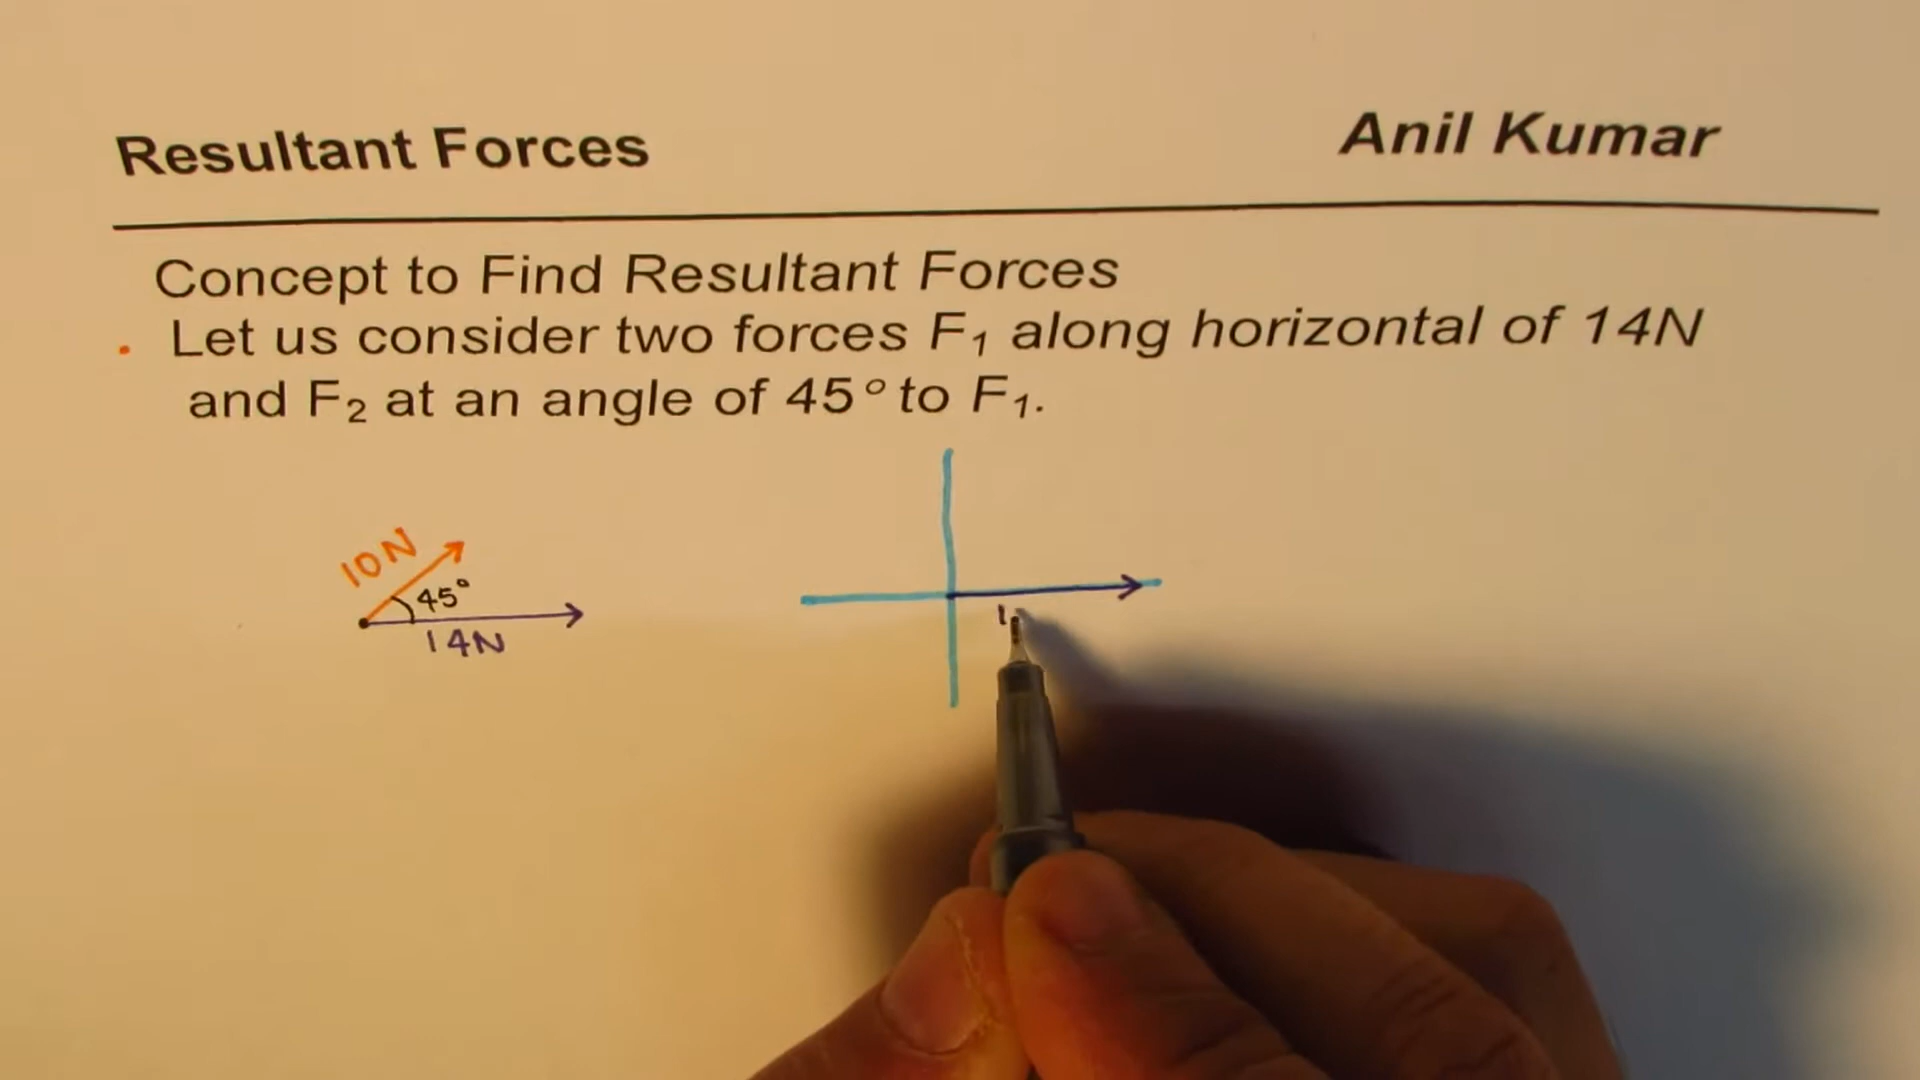 Resultant Forces
Anil Kumar
Concept to Find Resultant Forces
. Let us consider two forces F₁ along horizontal of 14N
and F₂ at an angle of 45° to F₁.
10N
45°
14N
1